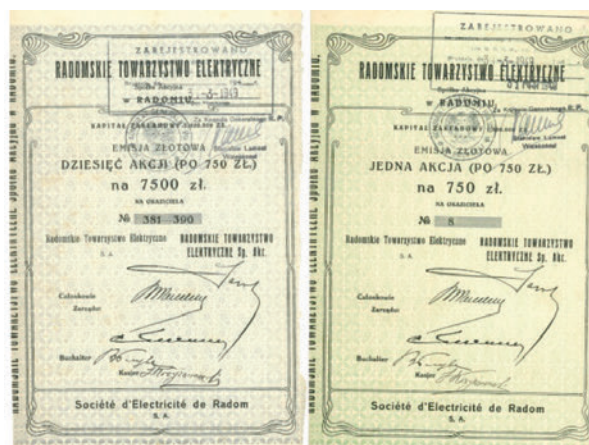 ZAREJESTROWANO
RADOMSKIE TOWARZYSTWO ELEKTRYCZNE
Spółka Akcyjna
w RADOMIU
3-3-1949
KAPITAŁ ZAKŁADOWY
EMISJA ZŁOTOWA
DZIESIĘĆ AKCJI (PO 750 ZŁ.)
na 7500 zł.
NA OKAZICIELA
№ 381—390
Radomskie Towarzystwo Elektryczne
S. A.
RADOMSKIE TOWARZYSTWO
ELEKTRYCZNE Sp. Akc.
Członkowie
Zarządu:
Buchalter
Kasjer
Société d'Electricité de Radom
S. A.
ZAREJESTROWANO
RADOMSKIE TOWARZYSTWO ELEKTRYCZNE
Spółka Akcyjna
w RADOMIU
KAPITAŁ ZAKŁADOWY
EMISJA ZŁOTOWA
JEDNA AKCJA (PO 750 ZŁ.)
na 750 zł.
NA OKAZICIELA
№ 8
Radomskie Towarzystwo Elektryczne
S. A.
RADOMSKIE TOWARZYSTWO
ELEKTRYCZNE Sp. Akc.
Członkowie
Zarządu:
Buchalter
Kasjer
Société d'Electricité de Radom
S. A.